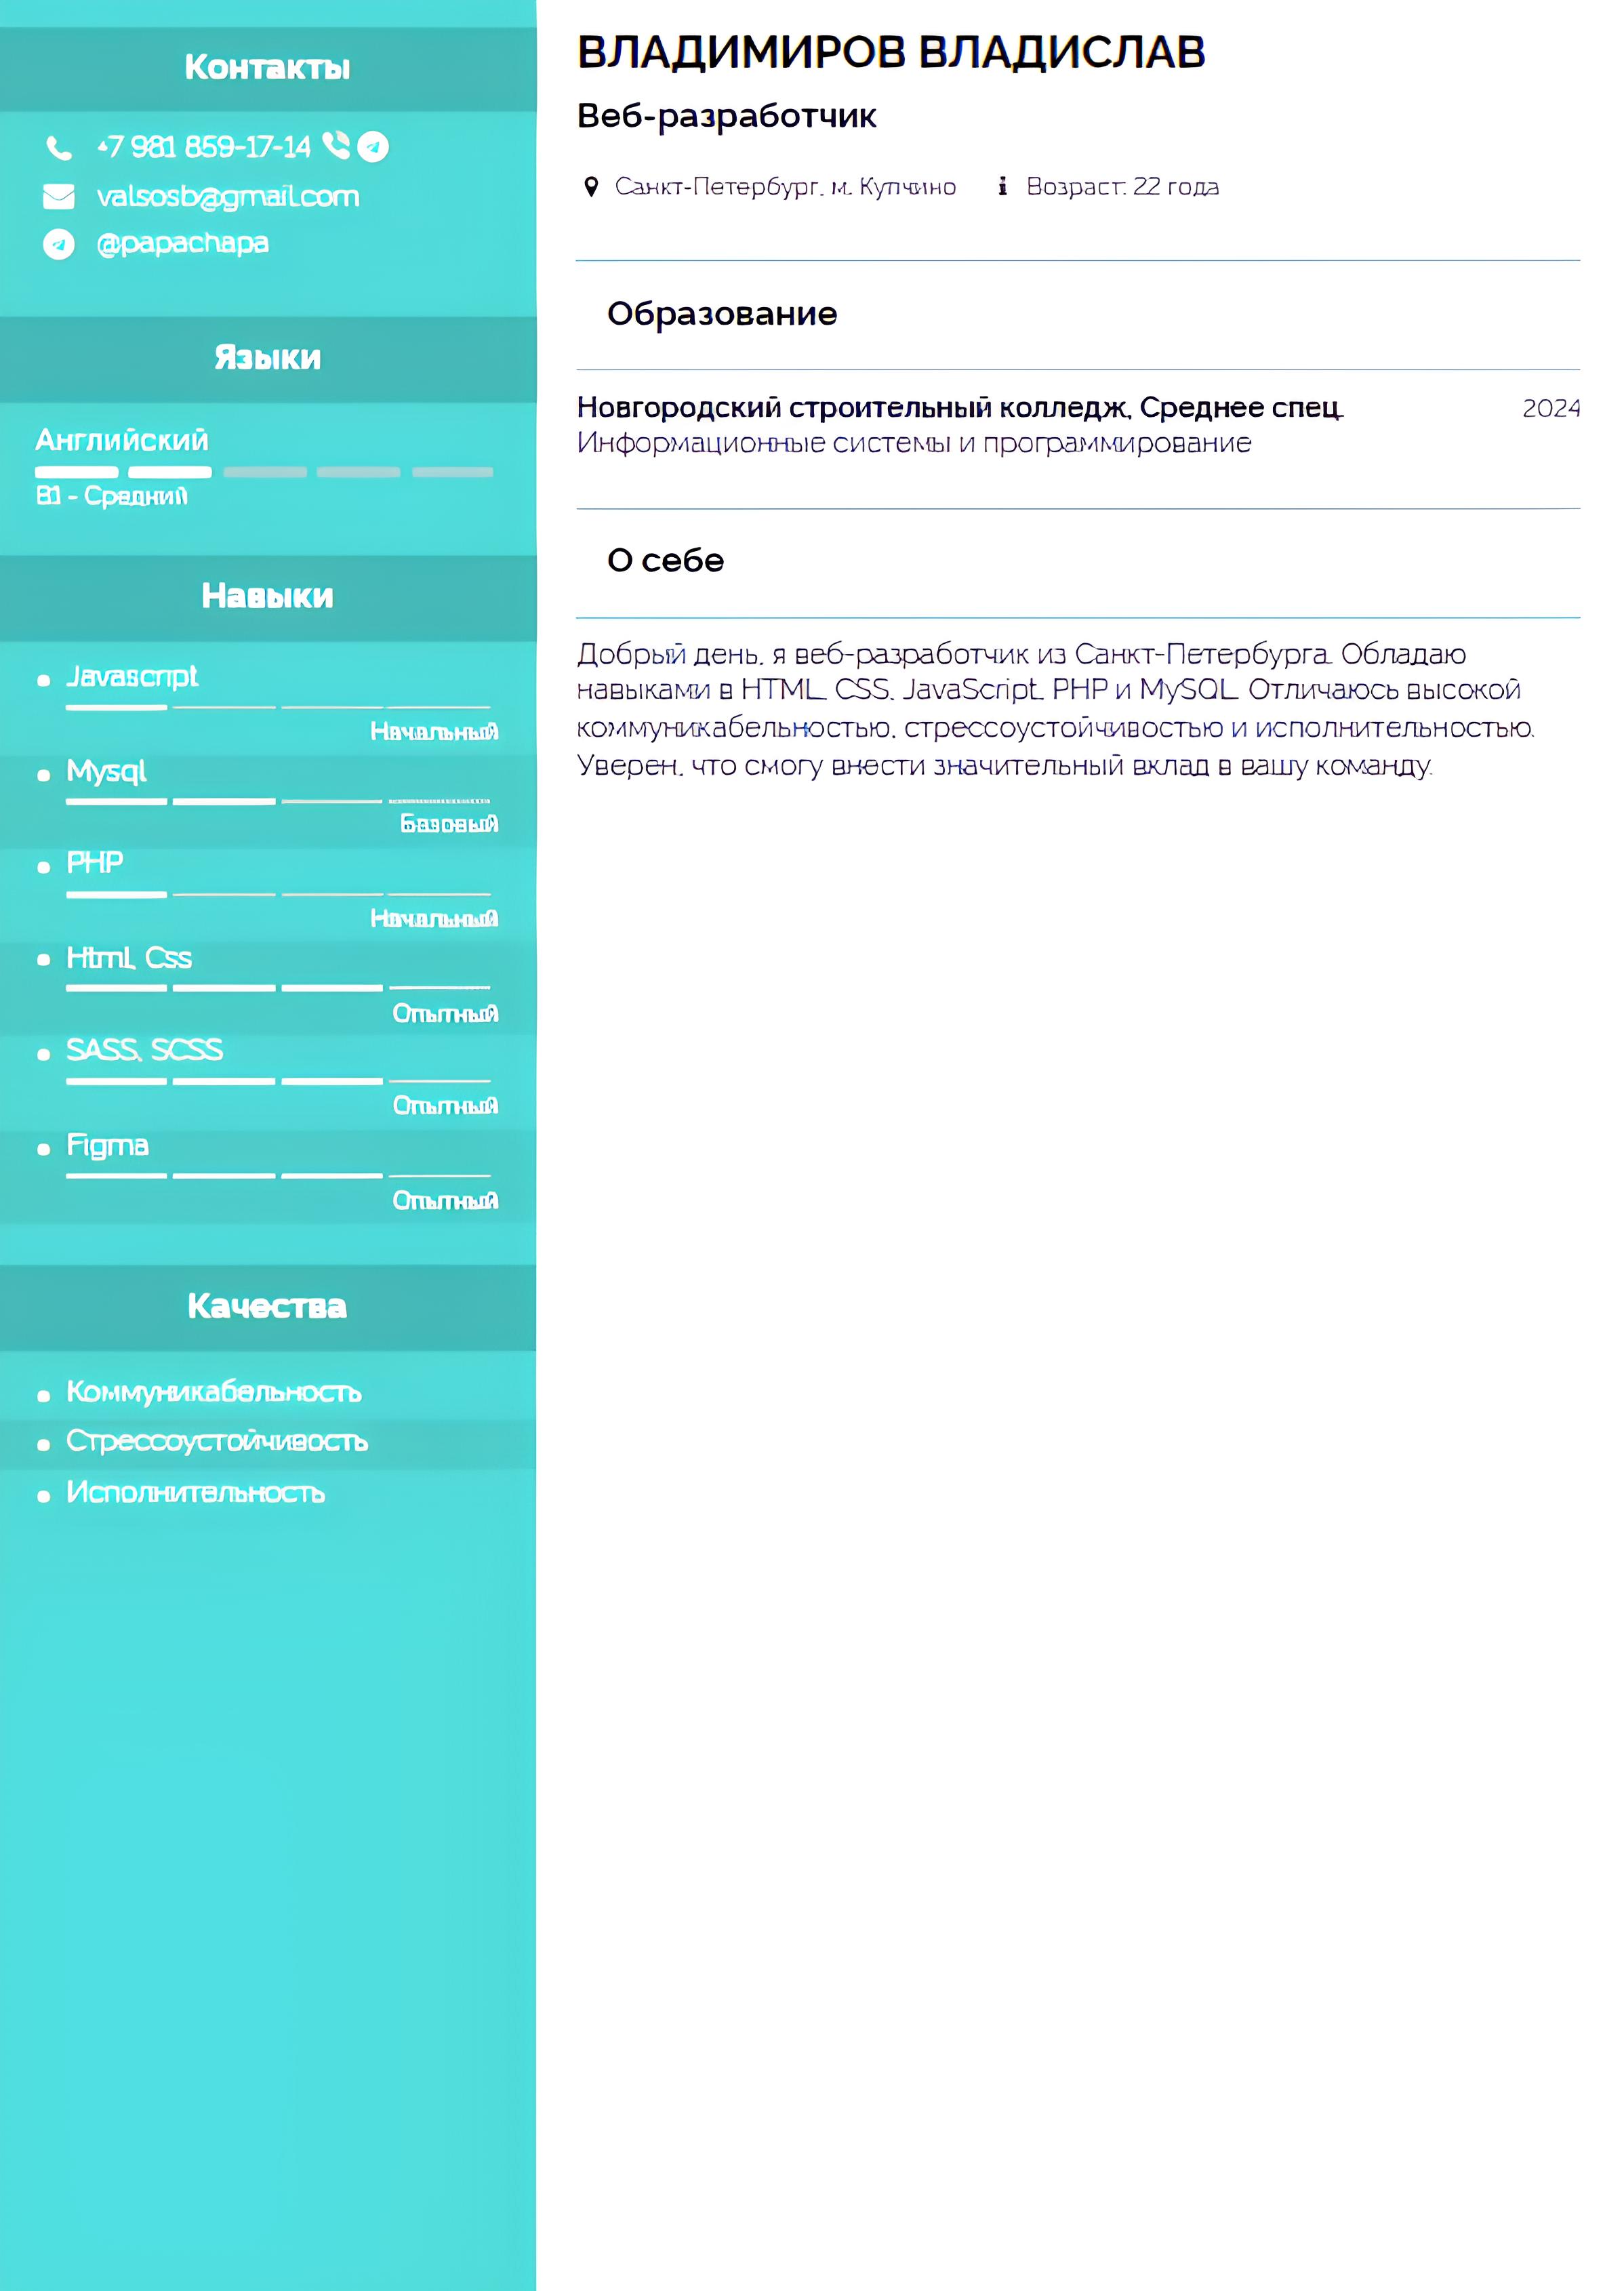 Контакты
+7 981 859-17-14
valsosb@gmail.com
@papachapa
Языки
Английский
B1 - Средний
Навыки
Javascript
Начальный
Mysql
Базовый
PHP
Начальный
Html, Css
Опытный
SASS, SCSS
Опытный
Figma
Опытный
Качества
Коммуникабельность
Стрессоустойчивость
Исполнительность
ВЛАДИМИРОВ ВЛАДИСЛАВ
Веб-разработчик
Санкт-Петербург, м. Купчино Возраст: 22 года
Образование
Новгородский строительный колледж, Среднее спец. 2024
Информационные системы и программирование
О себе
Добрый день, я веб-разработчик из Санкт-Петербурга. Обладаю
навыками в HTML, CSS, JavaScript, PHP и MySQL. Отличаюсь высокой
коммуникабельностью, стрессоустойчивостью и исполнительностью.
Уверен, что смогу внести значительный вклад в вашу команду.